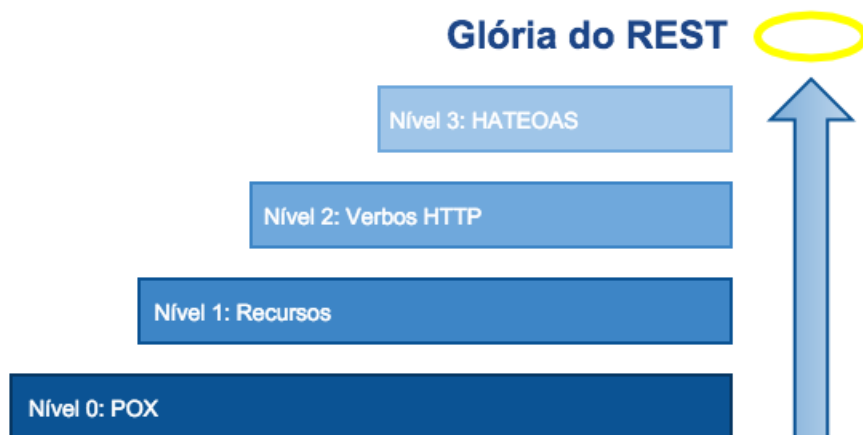 Glória do REST
Nível 3: HATEOAS
Nível 2: Verbos HTTP
Nível 1: Recursos
Nível 0: POX